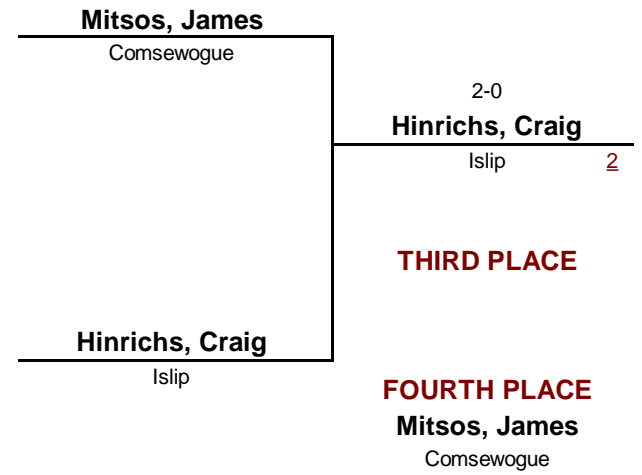 Mitsos, James
Comsewogue
2-0
Hinrichs, Craig
Islip 2
THIRD PLACE
Hinrichs, Craig
Islip
FOURTH PLACE
Mitsos, James
Comsewogue